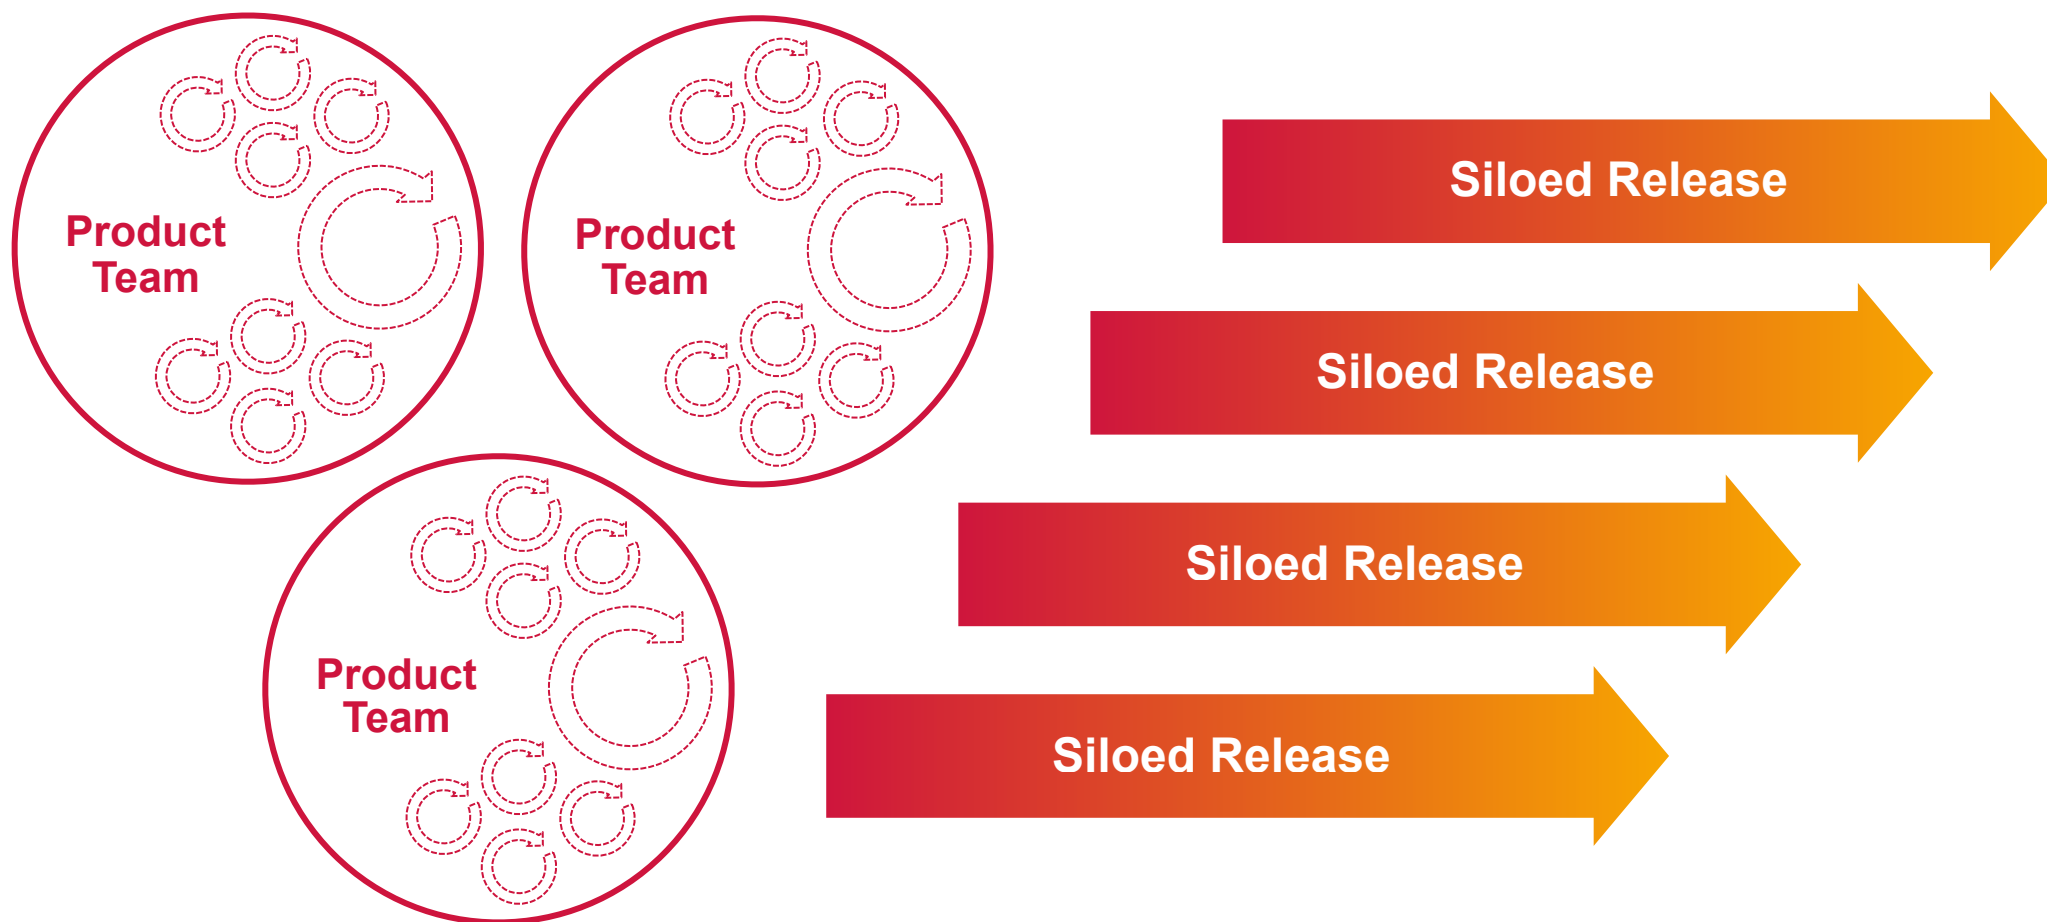 Product
Team
Product
Team
Product
Team
Siloed Release
Siloed Release
Siloed Release
Siloed Release